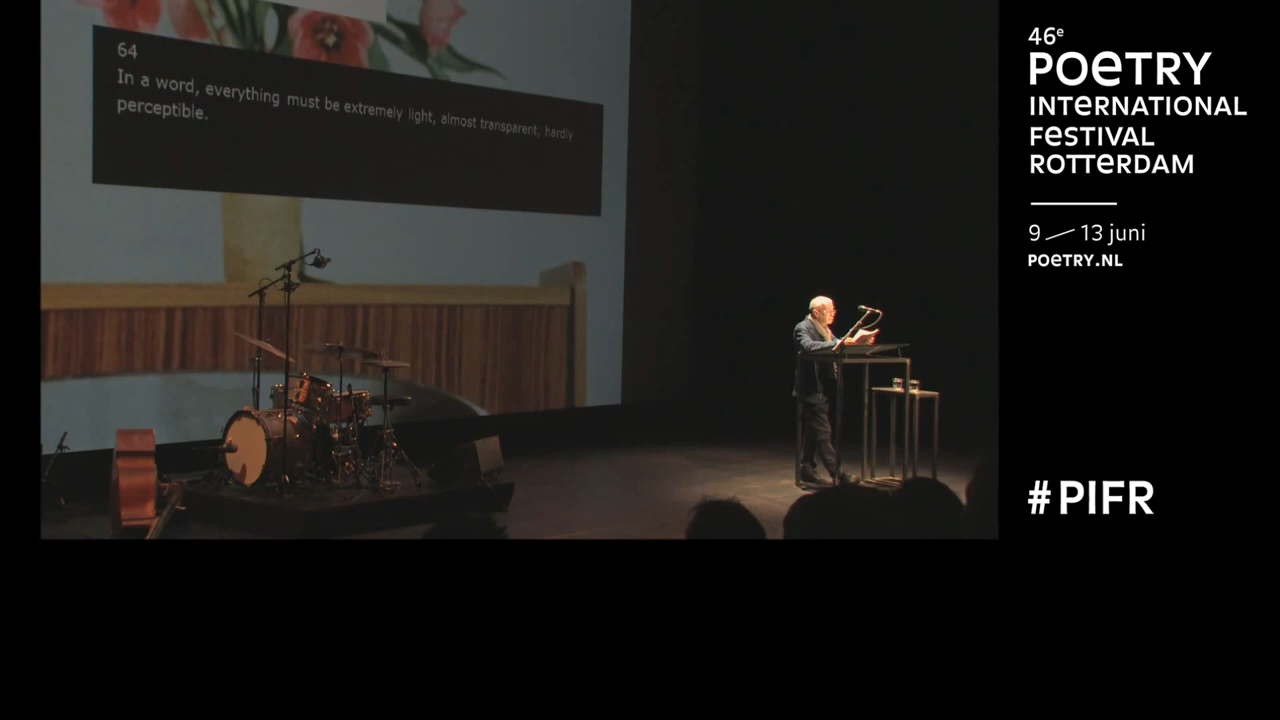 64
In a word, everything must be extremely light, almost transparent, hardly
perceptible.
46e
POeTRY
INTeRNATIONAL
FeSTIVAL
ROTTeRDAM
9 — 13 juni
POeTRY.NL
# PIFR